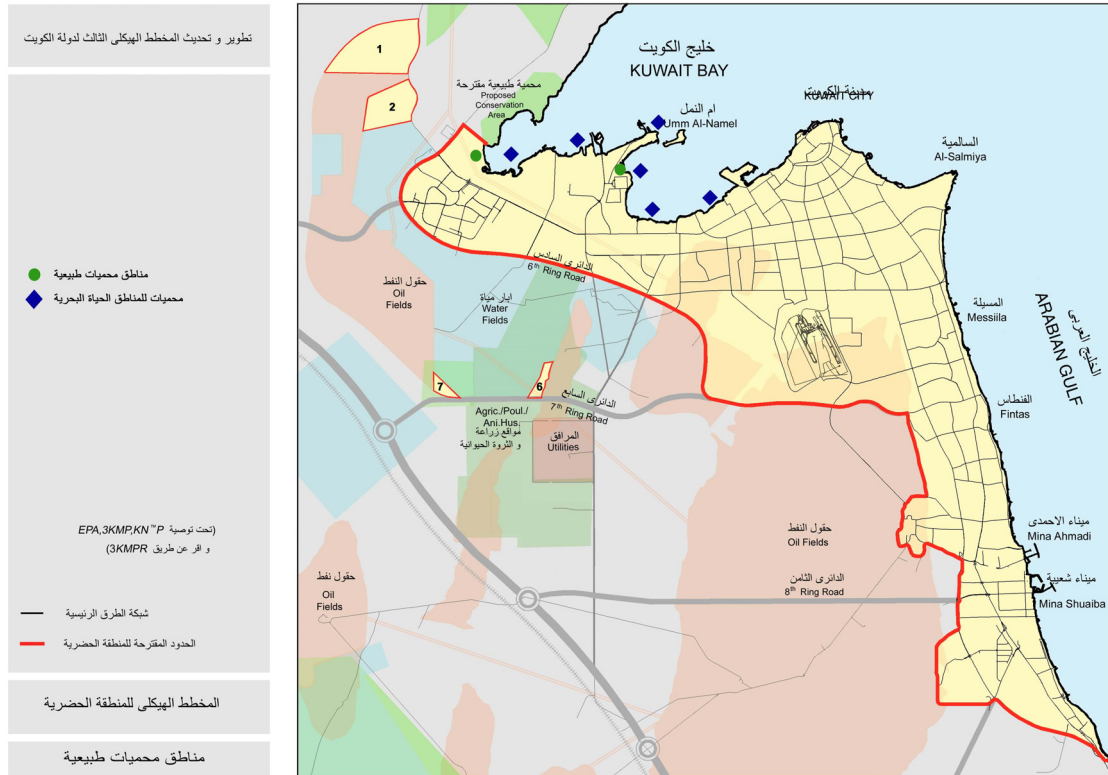 تطوير و تحديث المخطط الهيكلى الثالث لدولة الكويت
مناطق محميات طبيعية
محميات للمناطق الحياة البحرية
(تحت توصية EPA,3KMP,KN™P
و اقر عن طريق 3KMPR)
شبكة الطرق الرئيسية
الحدود المقترحة للمنطقة الحضرية
المخطط الهيكلى للمنطقة الحضرية
مناطق محميات طبيعية
1
2
خليج الكويت
KUWAIT BAY
محمية طبيعية مقترحة
Proposed
Conservation
Area
ام النمل
Umm Al-Namel
مدينة الكويت
KUWAIT CITY
السالمية
Al-Salmiya
الدائرى السادس
6th Ring Road
حقول النفط
Oil
Fields
ابار مياة
Water
Fields
المسيلة
Messiila
الخليج العربى
ARABIAN GULF
7
6
الدائرى السابع
7th Ring Road
الفنطاس
Fintas
Agric./Poul./
Ani.Hus.
مواقع زراعة
و الثروة الحيوانية
المرافق
Utilities
حقول النفط
Oil Fields
ميناء الاحمدى
Mina Ahmadi
حقول نفط
Oil
Fields
الدائرى الثامن
8th Ring Road
ميناء شعيبة
Mina Shuaiba